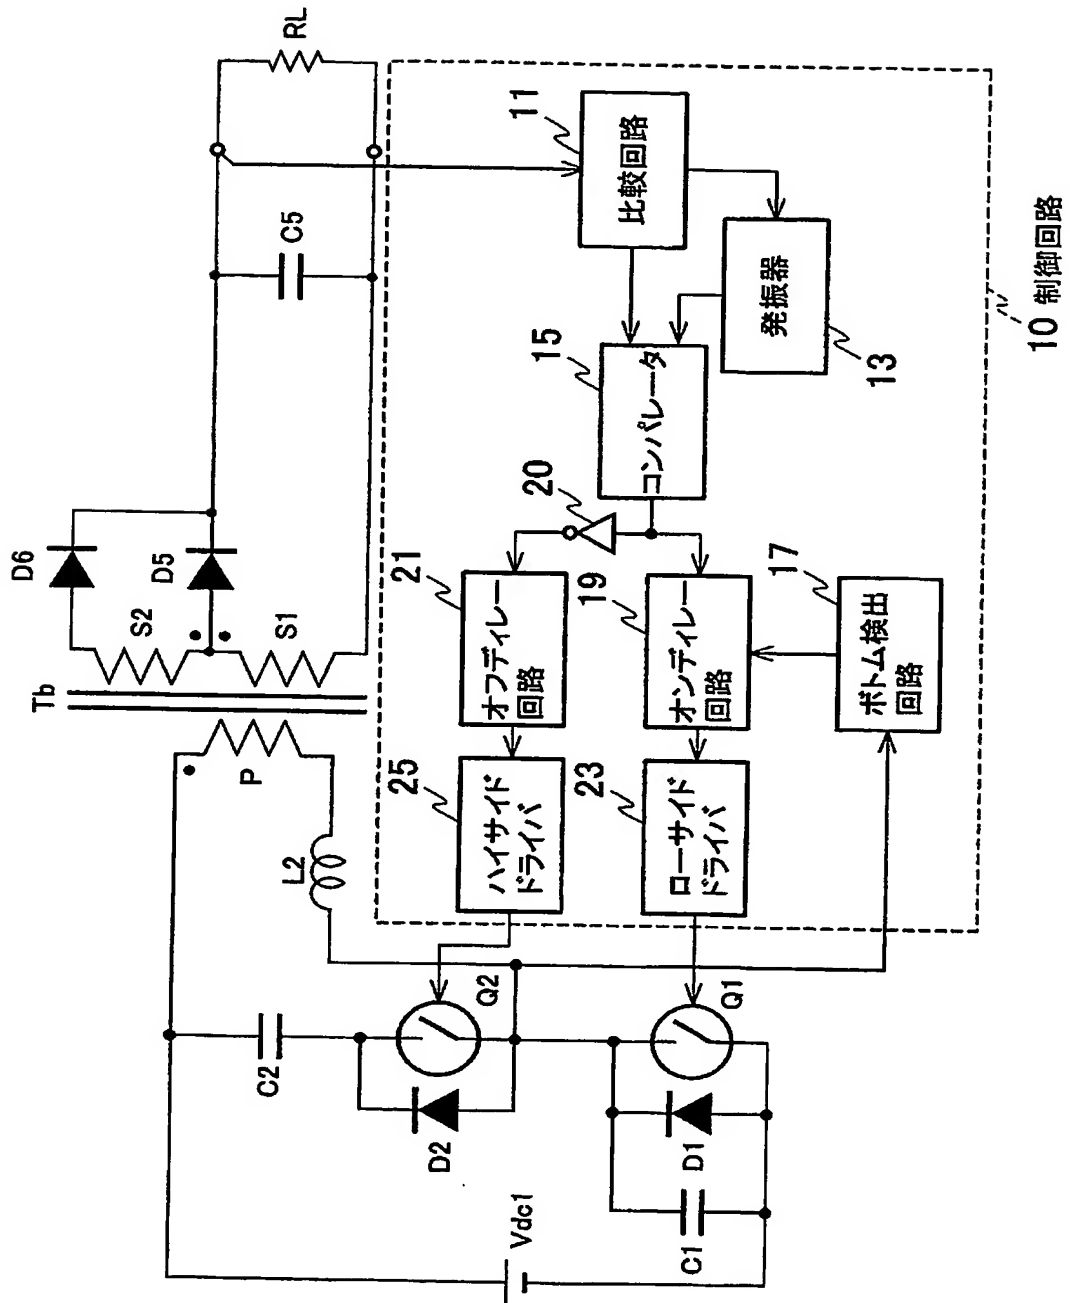 Vdc1
C1
D1
Q1
C2
D2
Q2
L2
P
Tb
S2
S1
D6
D5
C5
RL
10 制御回路
11
比較回路
発振器
13
15
コンパレータ
20
21
オフディレー
回路
19
オンディレー
回路
17
ボトム検出
回路
25
ハイサイド
ドライバ
23
ローサイド
ドライバ